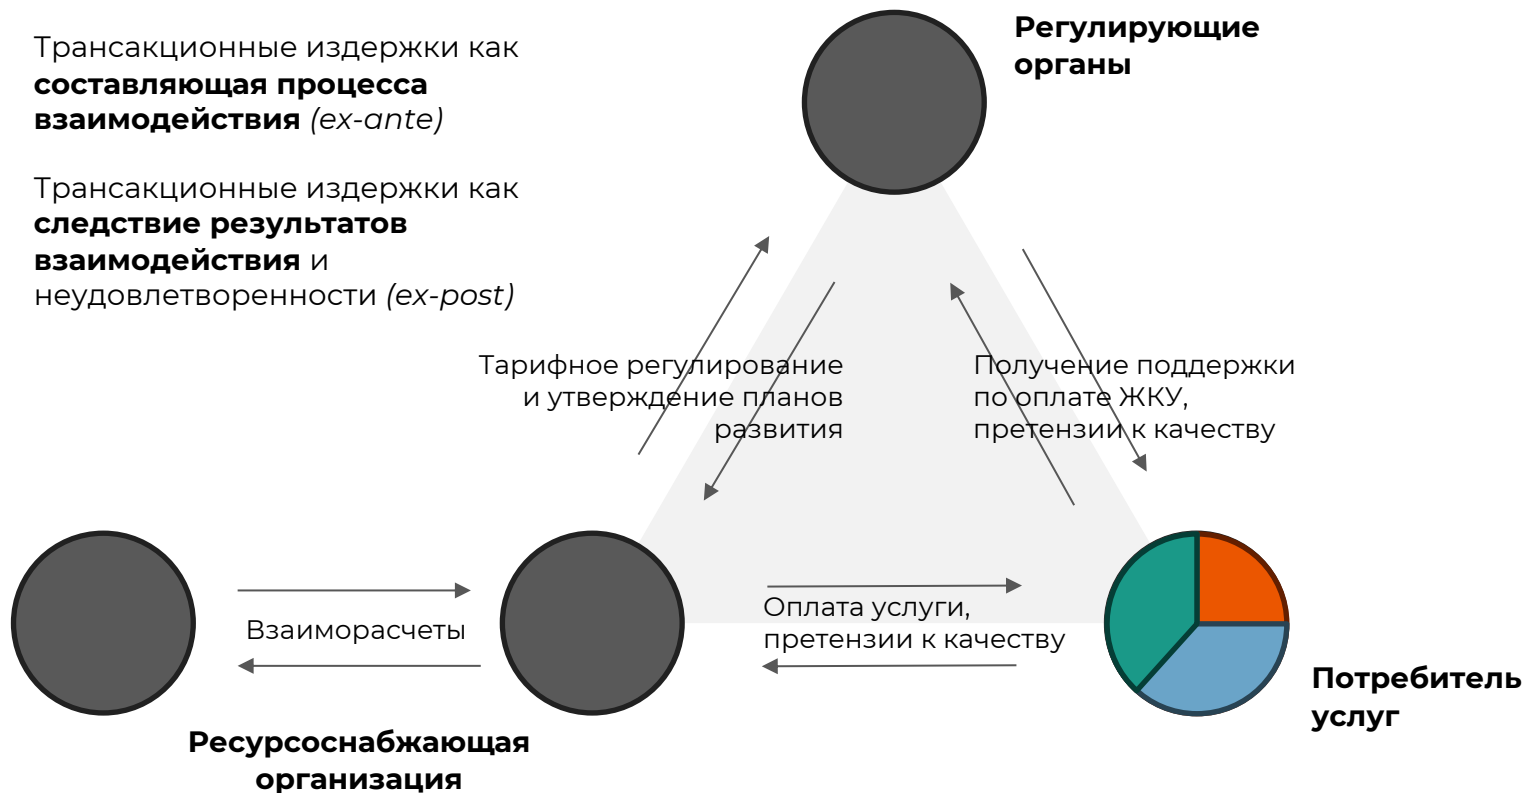 Трансакционные издержки как
составляющая процесса
взаимодействия (ex-ante)
Трансакционные издержки как
следствие результатов
взаимодействия и
неудовлетворенности (ex-post)
Регулирующие
органы
Тарифное регулирование
и утверждение планов
развития
Получение поддержки
по оплате ЖКУ,
претензии к качеству
Взаиморасчеты
Оплата услуги,
претензии к качеству
Ресурсоснабжающая
организация
Потребитель
услуг